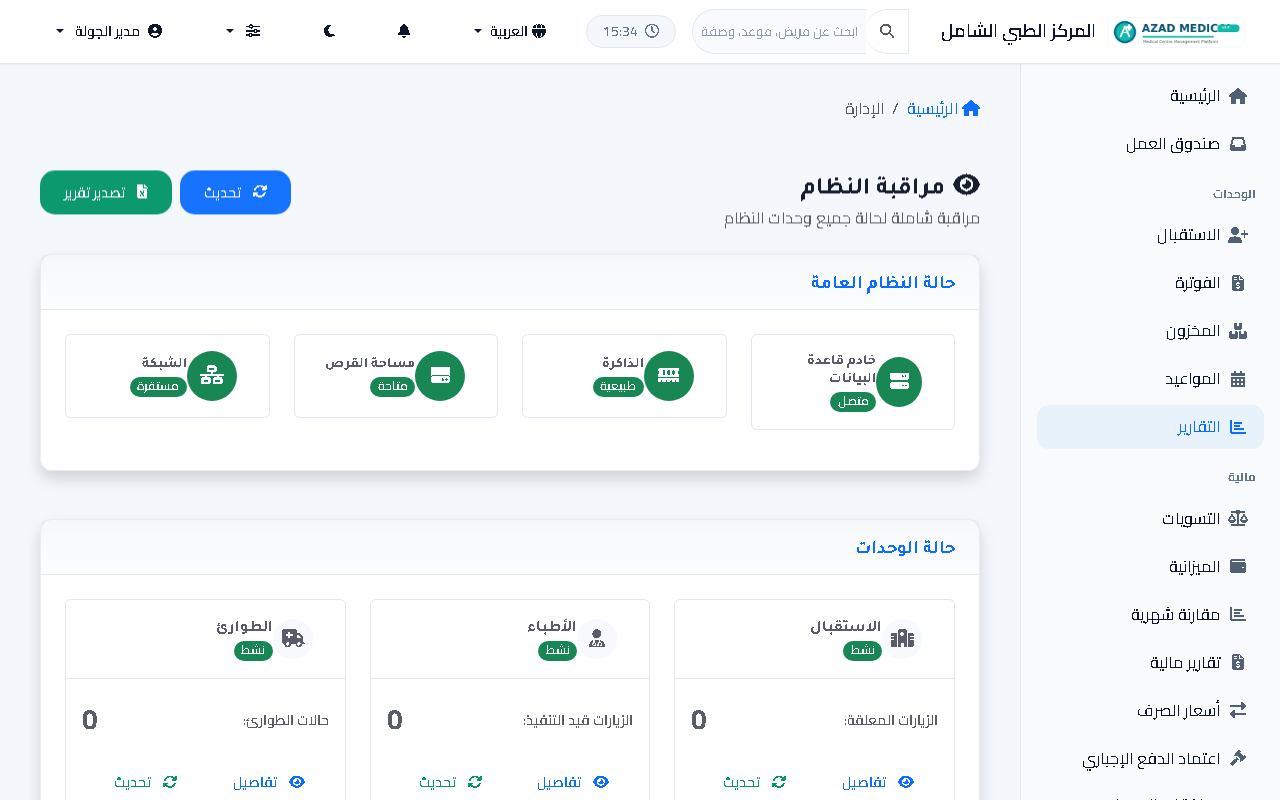 AZAD MEDIC
Medical Centre Management Platform
المركز الطبي الشامل
ابحث عن مريض، موعد، وصفة
15:34
العربية
مدير الجولة
الرئيسية
صندوق العمل
الوحدات
الاستقبال
الفوترة
المخزون
المواعيد
التقارير
مالية
التسويات
الميزانية
مقارنة شهرية
تقارير مالية
أسعار الصرف
اعتماد الدفع الإجباري
الرئيسية / الإدارة
مراقبة النظام
مراقبة شاملة لحالة جميع وحدات النظام
تحديث
تصدير تقرير
حالة النظام العامة
خادم قاعدة
البيانات
متصل
الذاكرة
طبيعية
مساحة القرص
متاحة
الشبكة
مستقرة
حالة الوحدات
الاستقبال
نشط
الزيارات المعلقة:
0
تفاصيل
تحديث
الأطباء
نشط
الزيارات قيد التنفيذ:
0
تفاصيل
تحديث
الطوارئ
نشط
حالات الطوارئ:
0
تفاصيل
تحديث